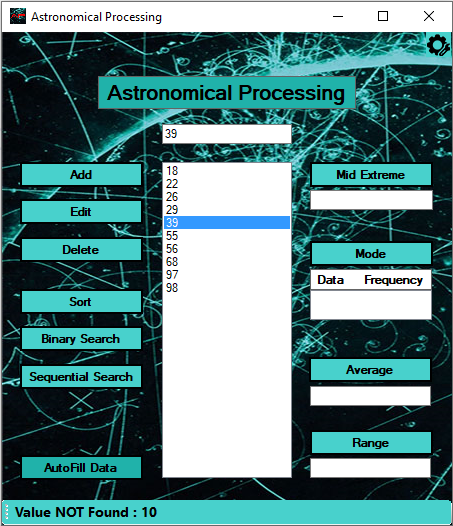 Astronomical Processing
Astronomical Processing
39
Add
Edit
Delete
Sort
Binary Search
Sequential Search
AutoFill Data
18
22
26
29
39
55
56
68
97
98
Mid Extreme
Mode
Data Frequency
Average
Range
Value NOT Found : 10